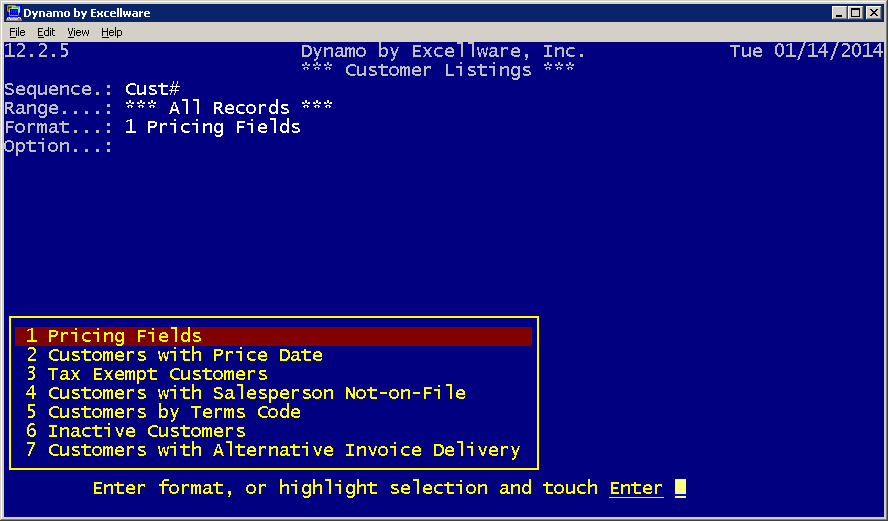 Dynamo by Excellware
File Edit View Help
12.2.5 Dynamo by Excellware, Inc. Tue 01/14/2014
*** Customer Listings ***
Sequence.: Cust#
Range....: *** All Records ***
Format...: 1 Pricing Fields
Option...:
1 Pricing Fields
2 Customers with Price Date
3 Tax Exempt Customers
4 Customers with Salesperson Not-on-File
5 Customers by Terms Code
6 Inactive Customers
7 Customers with Alternative Invoice Delivery
Enter format, or highlight selection and touch Enter